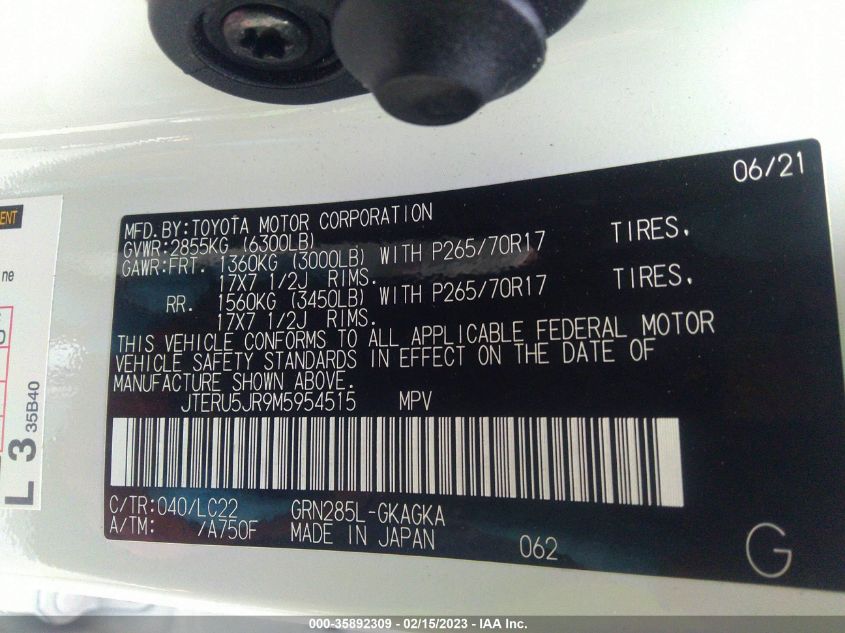 06/21
MFD.BY:TOYOTA MOTOR CORPORATION
GVWR:2855KG (6300LB)
GAWR:FRT. 1360KG (3000LB) WITH P265/70R17 TIRES,
17X7 1/2J RIMS.
RR. 1560KG (3450LB) WITH P265/70R17 TIRES,
17X7 1/2J RIMS.
THIS VEHICLE CONFORMS TO ALL APPLICABLE FEDERAL MOTOR
VEHICLE SAFETY STANDARDS IN EFFECT ON THE DATE OF
MANUFACTURE SHOWN ABOVE.
JTERU5JR9M5954515 MPV
C/TR:040/LC22 GRN285L-GKAGKA
A/TM: /A750F MADE IN JAPAN 062 G
L 3 35B40
000-35892309 - 02/15/2023 - IAA Inc.